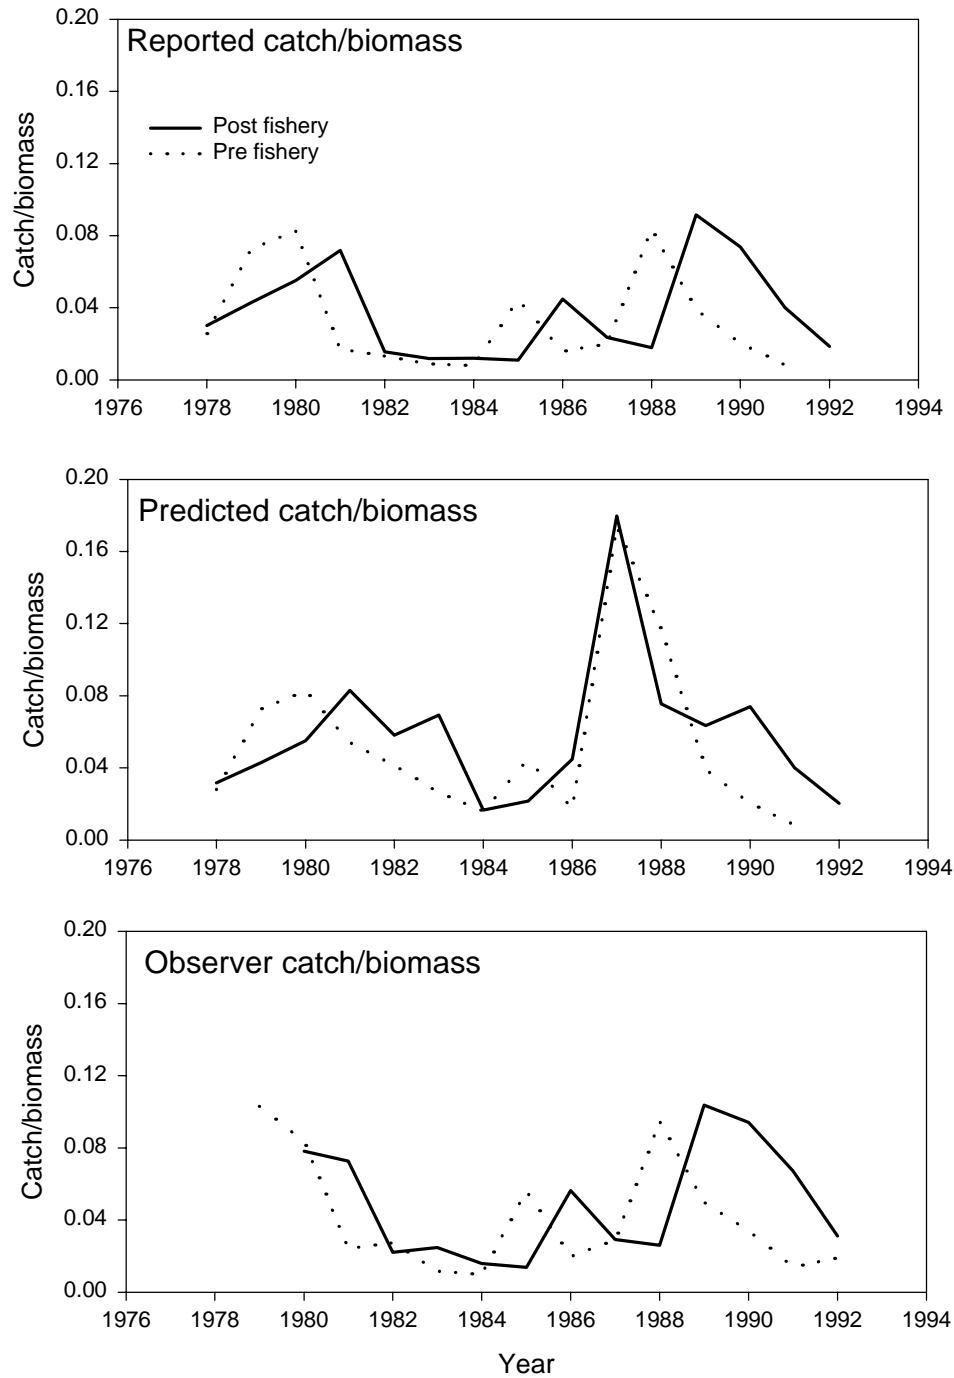 0.20
Reported catch/biomass
0.16
Post fishery
0.12
Pre fishery
Catch/biomass
0.08
0.04
0.00
1976 1978 1980 1982 1984 1986 1988 1990 1992 1994
0.20
Predicted catch/biomass
0.16
0.12
Catch/biomass
0.08
0.04
0.00
1976 1978 1980 1982 1984 1986 1988 1990 1992 1994
0.20
Observer catch/biomass
0.16
0.12
Catch/biomass
0.08
0.04
0.00
1976 1978 1980 1982 1984 1986 1988 1990 1992 1994
Year